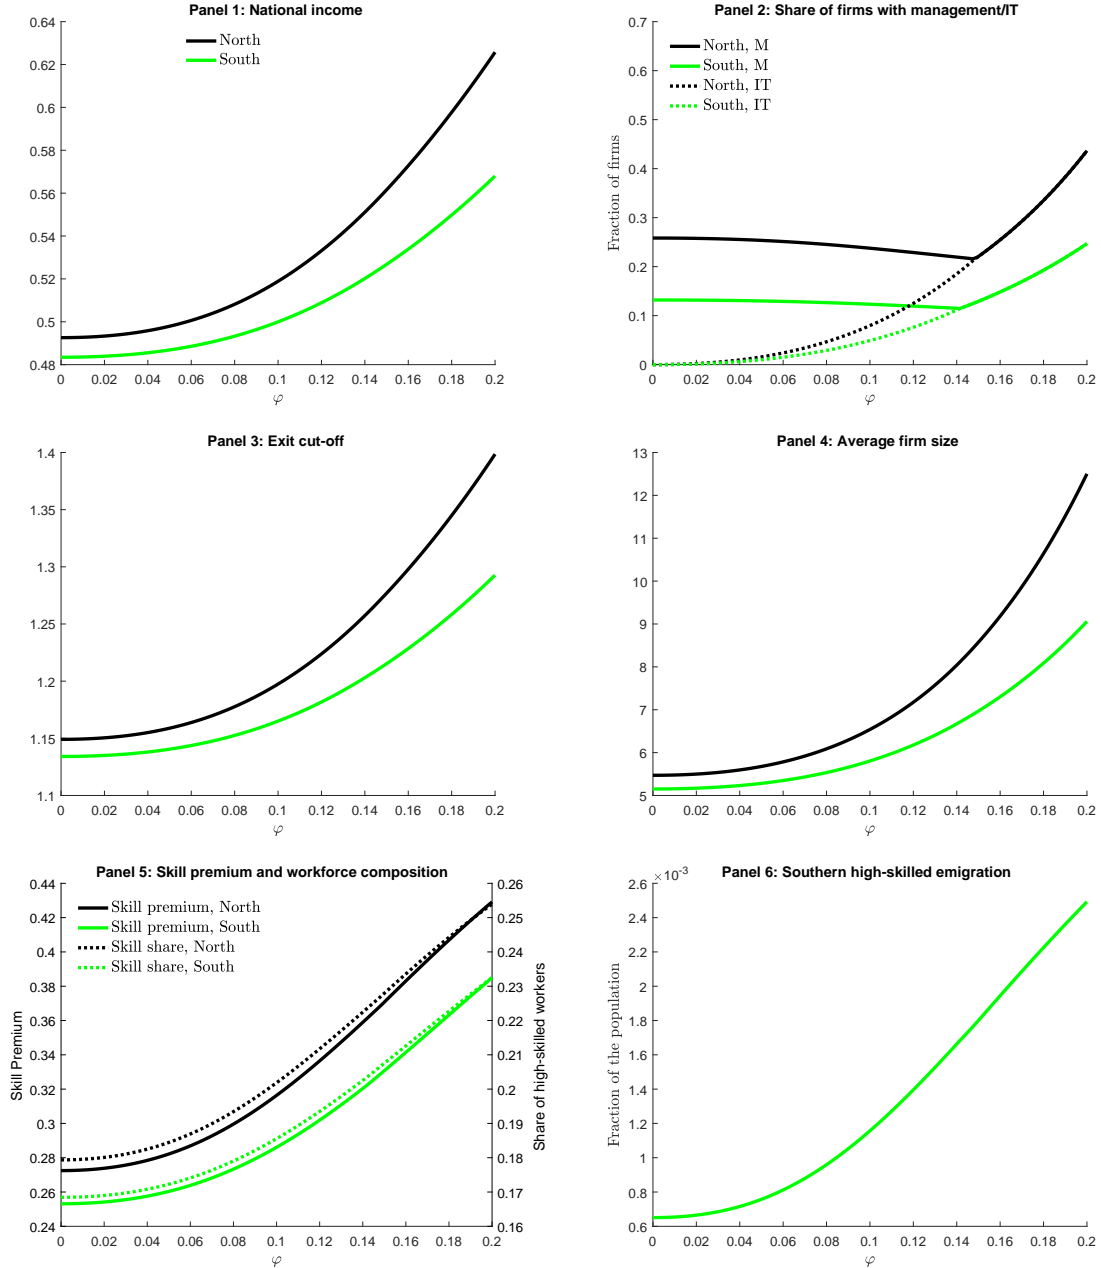 Panel 1: National income
0.64
0.62
0.6
0.58
0.56
0.54
0.52
0.5
0.48
North
South
0 0.02 0.04 0.06 0.08 0.1 0.12 0.14 0.16 0.18 0.2
φ
Panel 2: Share of firms with management/IT
Fraction of firms
0.7
0.6
0.5
0.4
0.3
0.2
0.1
0
North, M
South, M
North, IT
South, IT
0 0.02 0.04 0.06 0.08 0.1 0.12 0.14 0.16 0.18 0.2
φ
Panel 3: Exit cut-off
1.4
1.35
1.3
1.25
1.2
1.15
1.1
0 0.02 0.04 0.06 0.08 0.1 0.12 0.14 0.16 0.18 0.2
φ
Panel 4: Average firm size
13
12
11
10
9
8
7
6
5
0 0.02 0.04 0.06 0.08 0.1 0.12 0.14 0.16 0.18 0.2
φ
Panel 5: Skill premium and workforce composition
Skill Premium
0.44
0.42
0.4
0.38
0.36
0.34
0.32
0.3
0.28
0.26
0.24
Skill premium, North
Skill premium, South
Skill share, North
Skill share, South
0.26
0.25
0.24
0.23
0.22
0.21
0.2
0.19
0.18
0.17
0.16
Share of high-skilled workers
0 0.02 0.04 0.06 0.08 0.1 0.12 0.14 0.16 0.18 0.2
φ
Panel 6: Southern high-skilled emigration
×10⁻³
Fraction of the population
2.6
2.4
2.2
2
1.8
1.6
1.4
1.2
1
0.8
0.6
0 0.02 0.04 0.06 0.08 0.1 0.12 0.14 0.16 0.18 0.2
φ